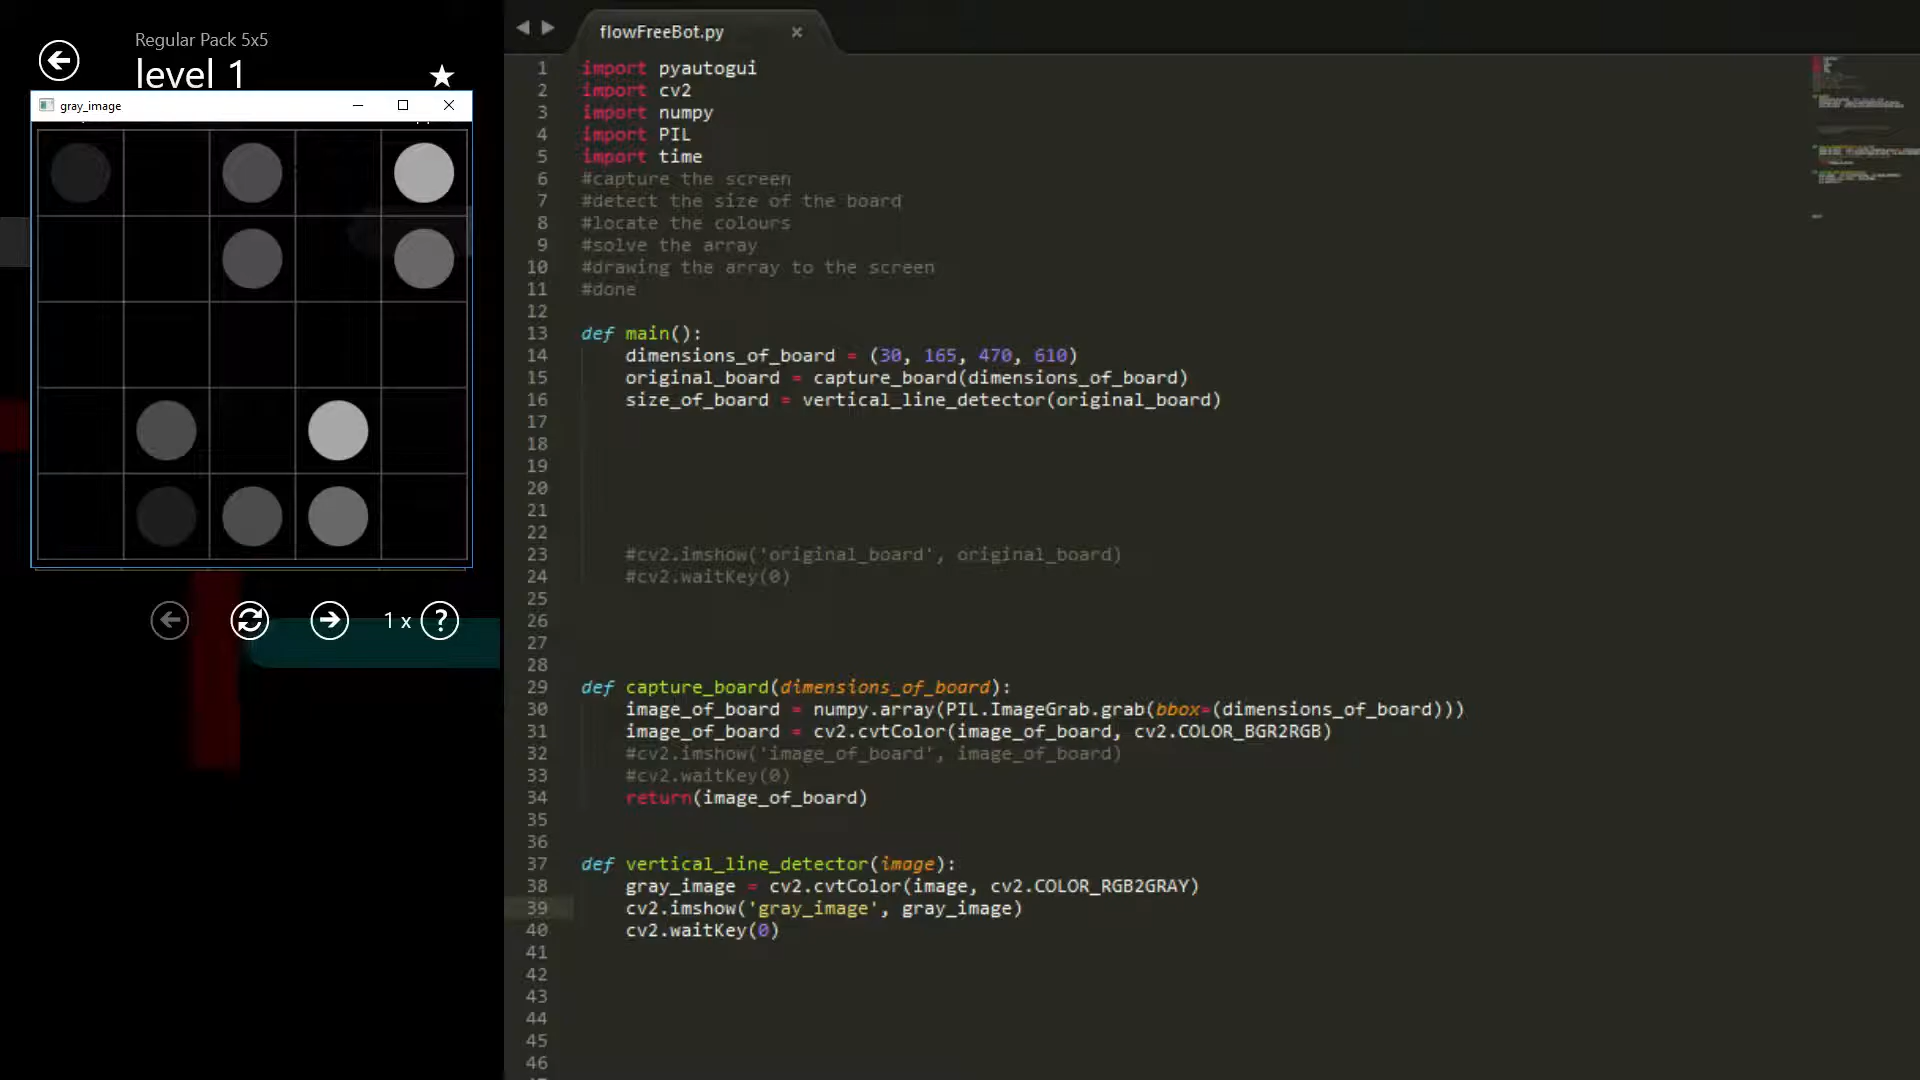 Regular Pack 5x5
level 1
gray_image
1 x ?
flowFreeBot.py
1 import pyautogui
2 import cv2
3 import numpy
4 import PIL
5 import time
6 #capture the screen
7 #detect the size of the board
8 #locate the colours
9 #solve the array
10 #drawing the array to the screen
11 #done
12
13 def main():
14 dimensions_of_board = (30, 165, 470, 610)
15 original_board = capture_board(dimensions_of_board)
16 size_of_board = vertical_line_detector(original_board)
17
18
19
20
21
22
23 #cv2.imshow('original_board', original_board)
24 #cv2.waitKey(0)
25
26
27
28
29 def capture_board(dimensions_of_board):
30 image_of_board = numpy.array(PIL.ImageGrab.grab(bbox=(dimensions_of_board)))
31 image_of_board = cv2.cvtColor(image_of_board, cv2.COLOR_BGR2RGB)
32 #cv2.imshow('image_of_board', image_of_board)
33 #cv2.waitKey(0)
34 return(image_of_board)
35
36
37 def vertical_line_detector(image):
38 gray_image = cv2.cvtColor(image, cv2.COLOR_RGB2GRAY)
39 cv2.imshow('gray_image', gray_image)
40 cv2.waitKey(0)
41
42
43
44
45
46